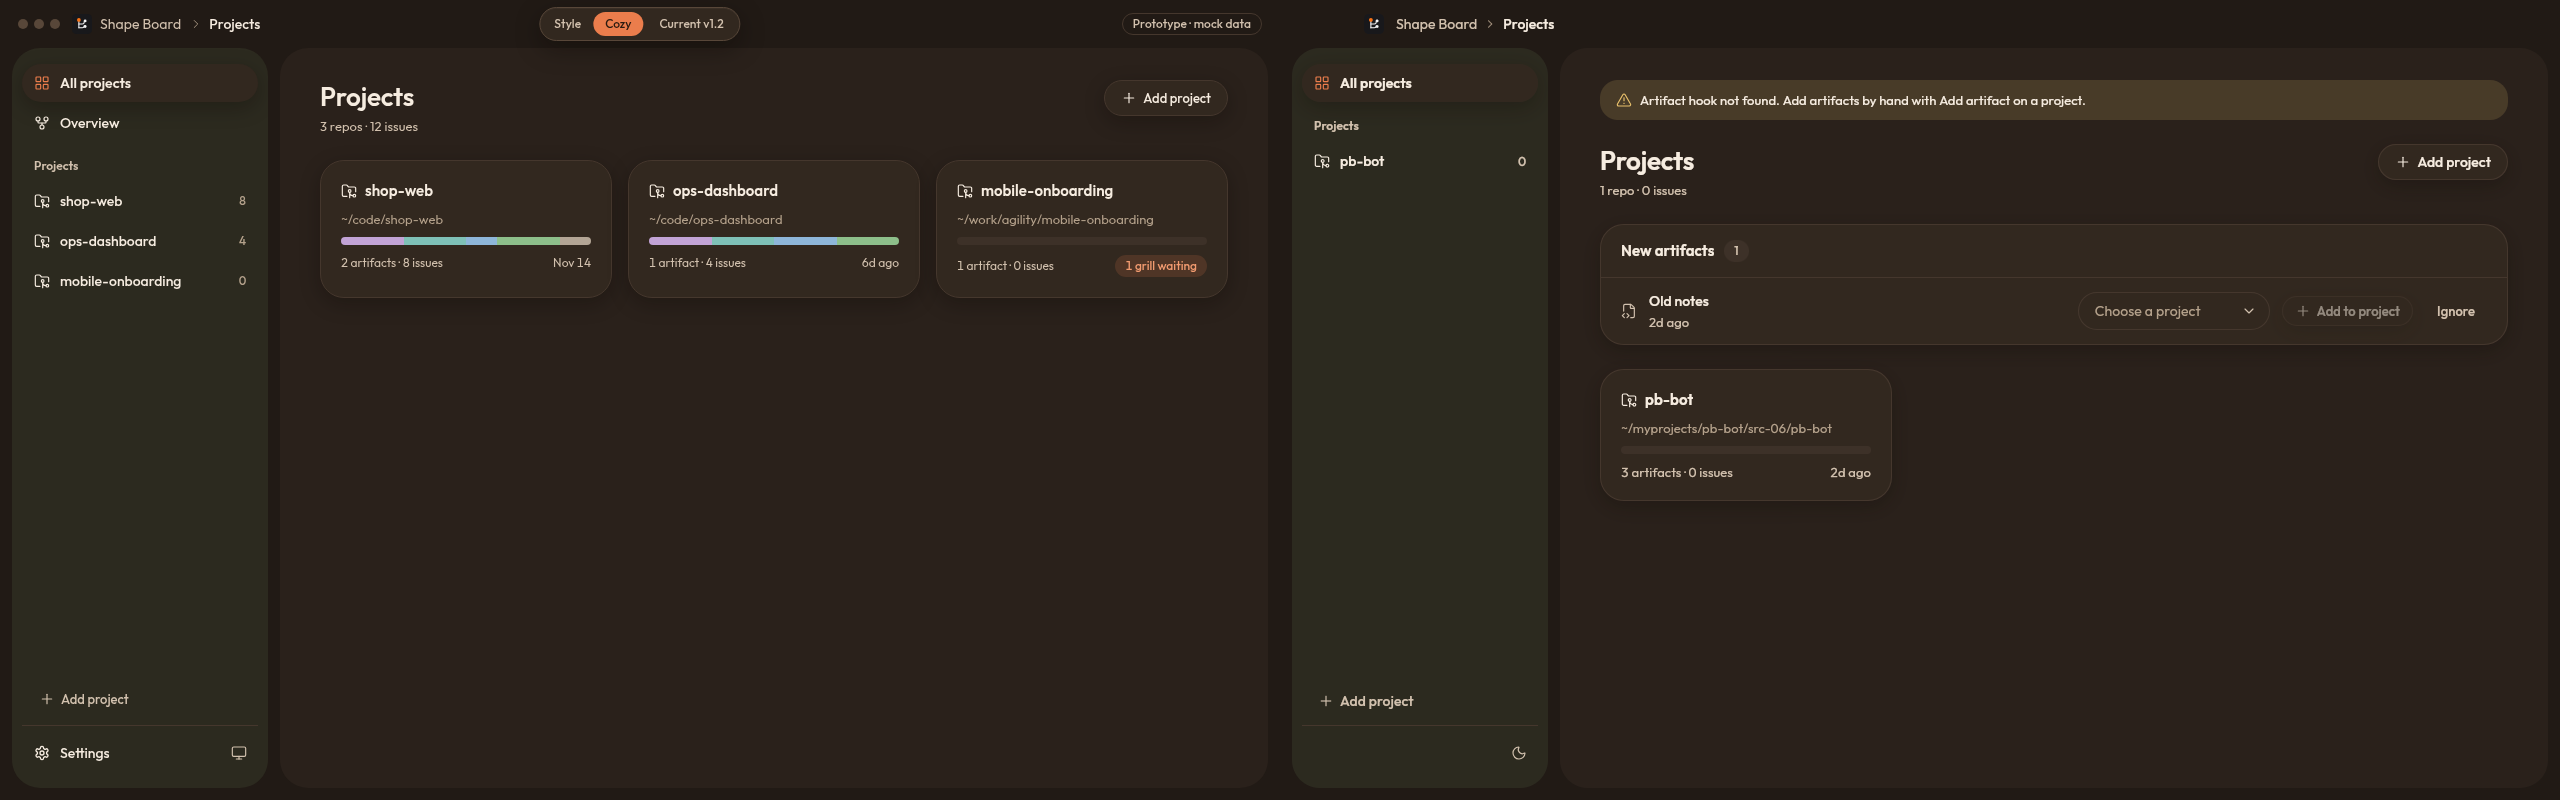 Shape Board > Projects
Style Cozy Current v1.2
Prototype · mock data
All projects
Overview
Projects
shop-web 8
ops-dashboard 4
mobile-onboarding 0
+ Add project
Settings
Projects
3 repos · 12 issues
+ Add project
shop-web
~/code/shop-web
2 artifacts · 8 issues Nov 14
ops-dashboard
~/code/ops-dashboard
1 artifact · 4 issues 6d ago
mobile-onboarding
~/work/agility/mobile-onboarding
1 artifact · 0 issues 1 grill waiting
Shape Board > Projects
All projects
Projects
pb-bot 0
+ Add project
Artifact hook not found. Add artifacts by hand with Add artifact on a project.
Projects
1 repo · 0 issues
+ Add project
New artifacts 1
Old notes
2d ago
Choose a project
+ Add to project
Ignore
pb-bot
~/myprojects/pb-bot/src-06/pb-bot
3 artifacts · 0 issues 2d ago